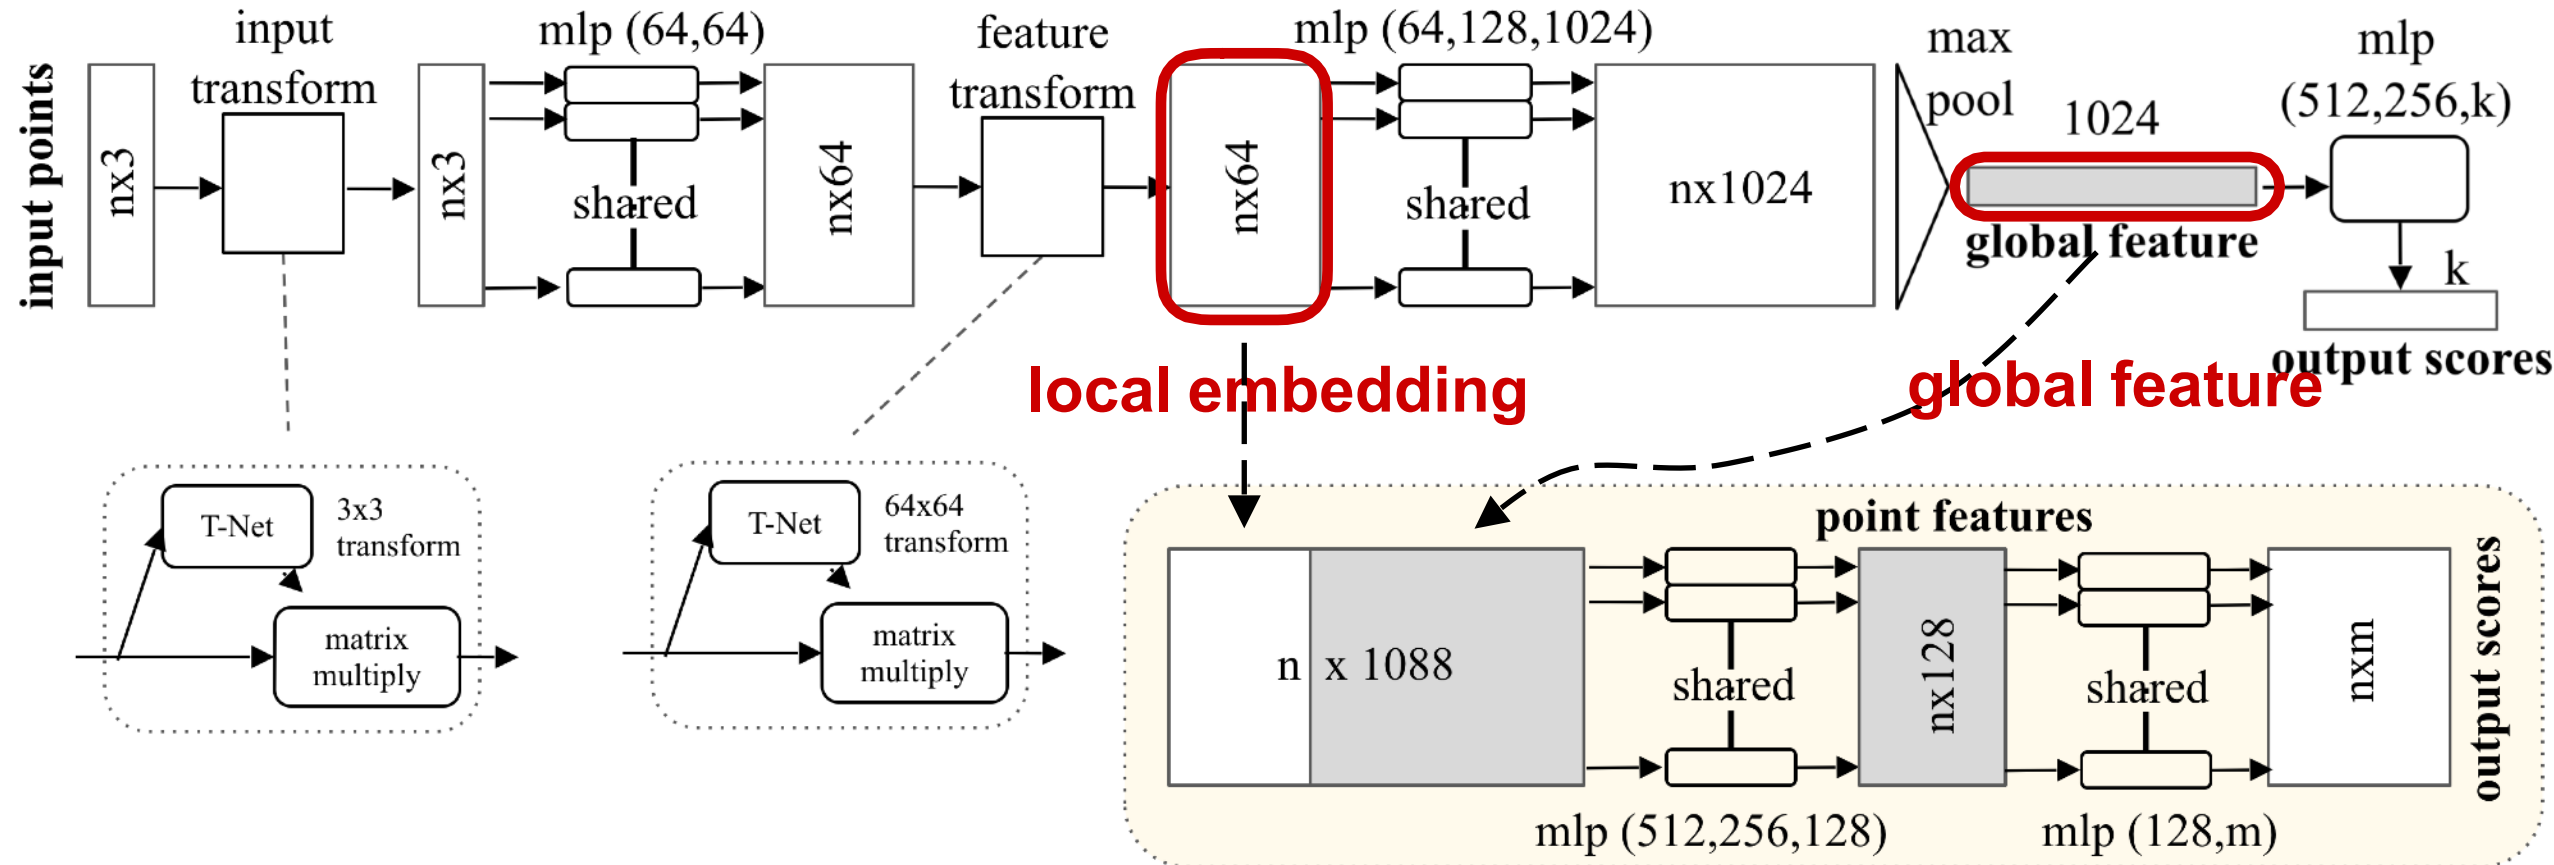 input points
nx3
input
transform
nx3
mlp (64,64)
shared
nx64
feature
transform
nx64
mlp (64,128,1024)
shared
nx1024
max
pool
1024
global feature
mlp
(512,256,k)
k
output scores
local embedding
global feature
T-Net
3x3
transform
matrix
multiply
T-Net
64x64
transform
matrix
multiply
n x 1088
shared
mlp (512,256,128)
point features
nx128
shared
mlp (128,m)
nxm
output scores